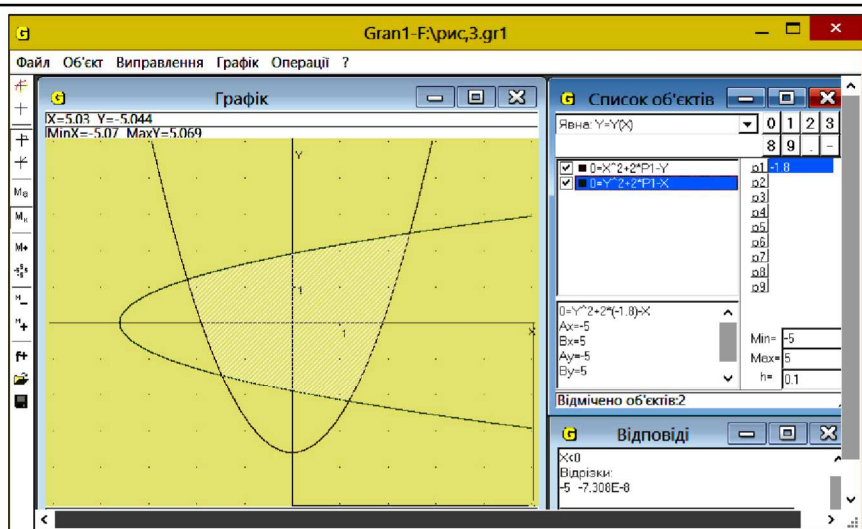 Gran1-F:\рис,3.gr1
Файл Об'єкт Виправлення Графік Операції ?
Графік
X=5.03 Y=-5.044
MinX=-5.07 MaxY=5.069
Y
1
1
X
Список об'єктів
Явна: Y=Y(X)
0 1 2 3
8 9 . -
0=X^2+2*P1-Y
0=Y^2+2*P1-X
p1 -1.8
p2
p3
p4
p5
p6
p7
p8
p9
0=Y^2+2*(-1.8)-X
Ax=-5
Bx=5
Ay=-5
By=5
Min= -5
Max= 5
h= 0.1
Відмічено об'єктів:2
Відповіді
X<0
Відрізки:
-5 -7.308E-8